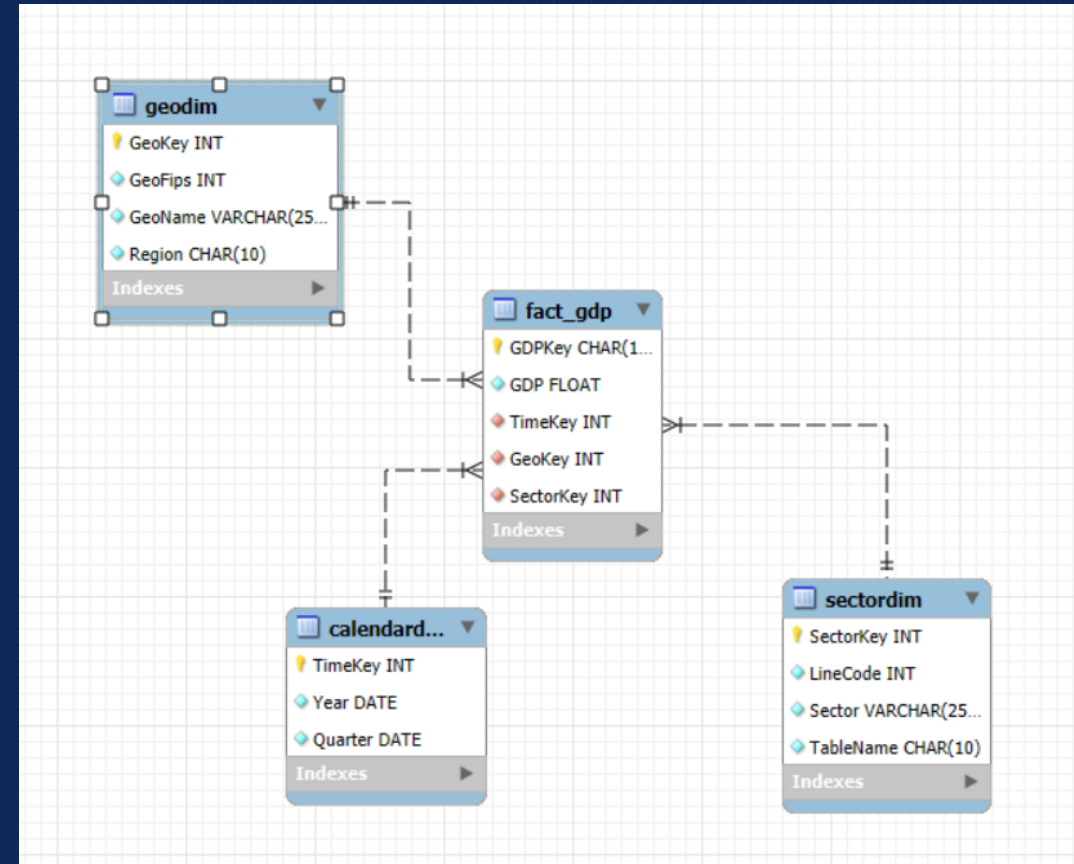 geodim
GeoKey INT
GeoFips INT
GeoName VARCHAR(25...
Region CHAR(10)
Indexes
fact_gdp
GDPKey CHAR(1...
GDP FLOAT
TimeKey INT
GeoKey INT
SectorKey INT
Indexes
calendard...
TimeKey INT
Year DATE
Quarter DATE
Indexes
sectordim
SectorKey INT
LineCode INT
Sector VARCHAR(25...
TableName CHAR(10)
Indexes